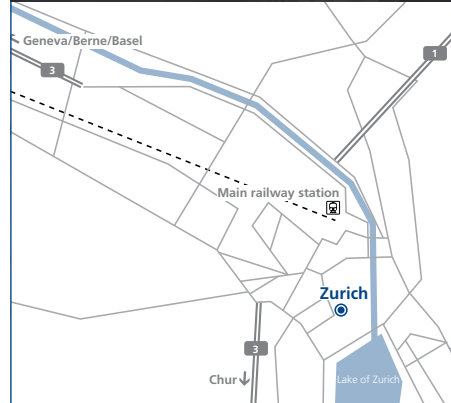 Geneva/Berne/Basel
1
3
Main railway station
Zurich
3
Chur
Lake of Zurich